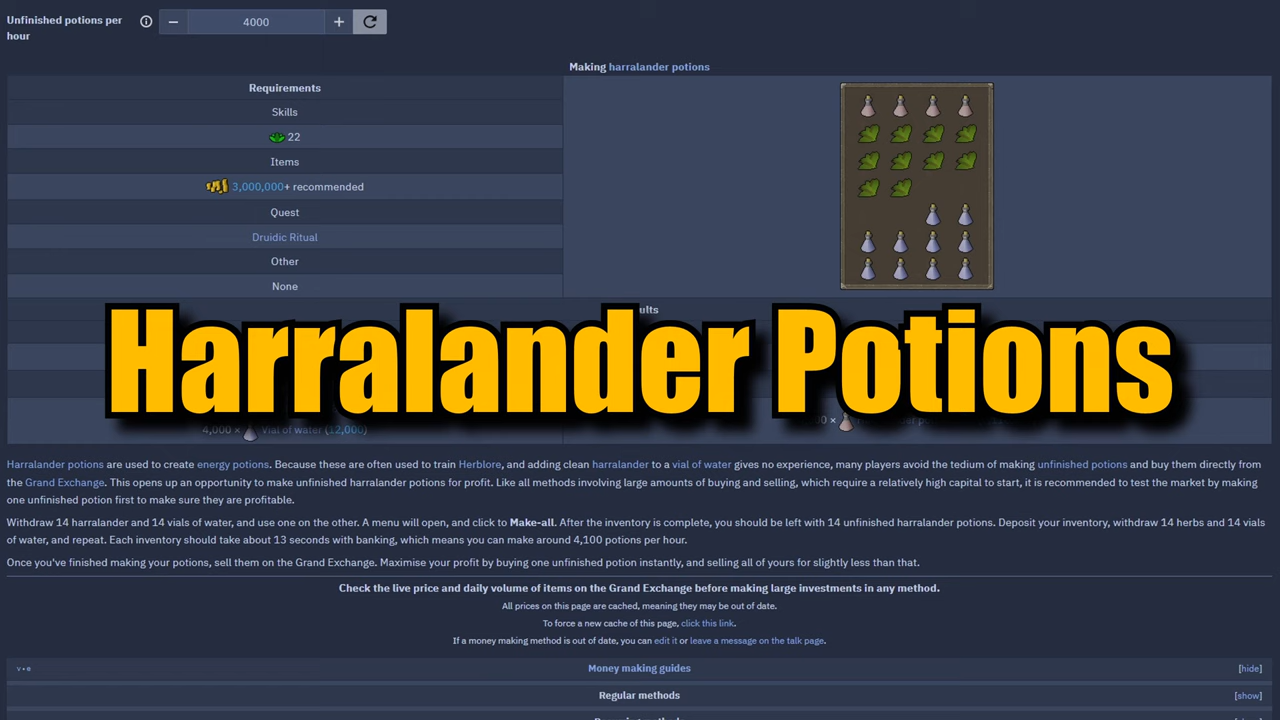 Unfinished potions per
hour
4000
Making harralander potions
Requirements
Skills
22
Items
3,000,000+ recommended
Quest
Druidic Ritual
Other
None
Harralander Potions
4,000 × Vial of water (12,000)
Harralander potions are used to create energy potions. Because these are often used to train Herblore, and adding clean harralander to a vial of water gives no experience, many players avoid the tedium of making unfinished potions and buy them directly from
the Grand Exchange. This opens up an opportunity to make unfinished harralander potions for profit. Like all methods involving large amounts of buying and selling, which require a relatively high capital to start, it is recommended to test the market by making
one unfinished potion first to make sure they are profitable.
Withdraw 14 harralander and 14 vials of water, and use one on the other. A menu will open, and click to Make-all. After the inventory is complete, you should be left with 14 unfinished harralander potions. Deposit your inventory, withdraw 14 herbs and 14 vials
of water, and repeat. Each inventory should take about 13 seconds with banking, which means you can make around 4,100 potions per hour.
Once you've finished making your potions, sell them on the Grand Exchange. Maximise your profit by buying one unfinished potion instantly, and selling all of yours for slightly less than that.
Check the live price and daily volume of items on the Grand Exchange before making large investments in any method.
All prices on this page are cached, meaning they may be out of date.
To force a new cache of this page, click this link.
If a money making method is out of date, you can edit it or leave a message on the talk page.
v • e
Money making guides
[hide]
Regular methods
[show]